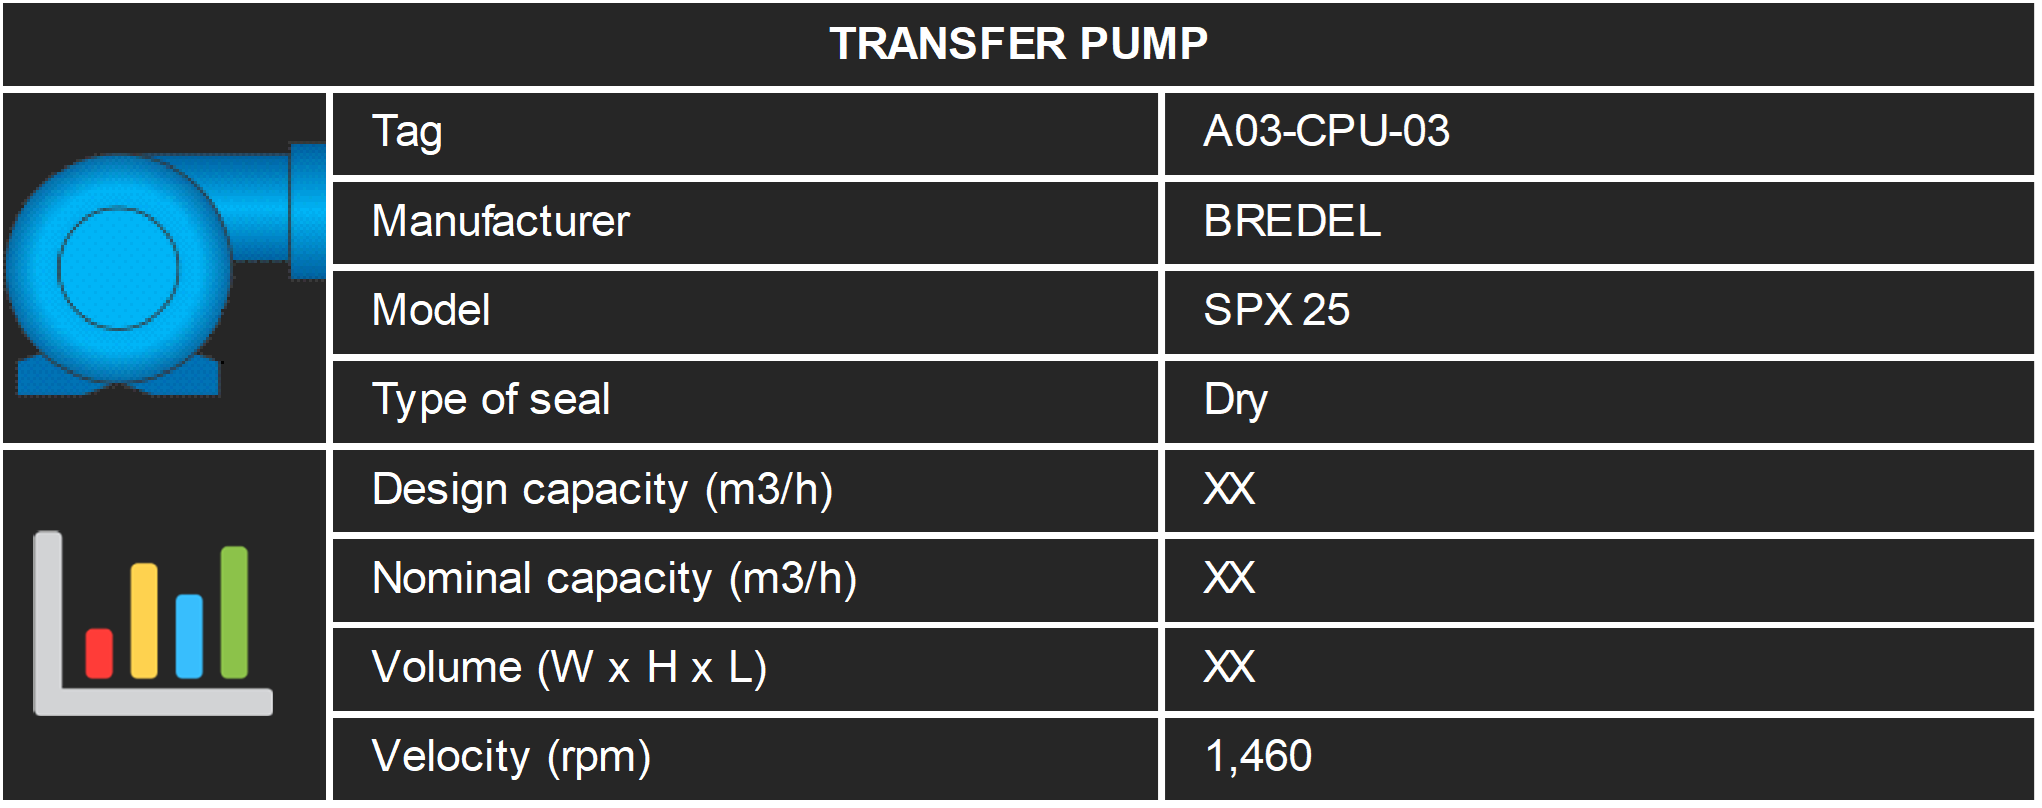 TRANSFER PUMP
Tag A03-CPU-03
Manufacturer BREDEL
Model SPX 25
Type of seal Dry
Design capacity (m3/h) XX
Nominal capacity (m3/h) XX
Volume (W x H x L) XX
Velocity (rpm) 1,460